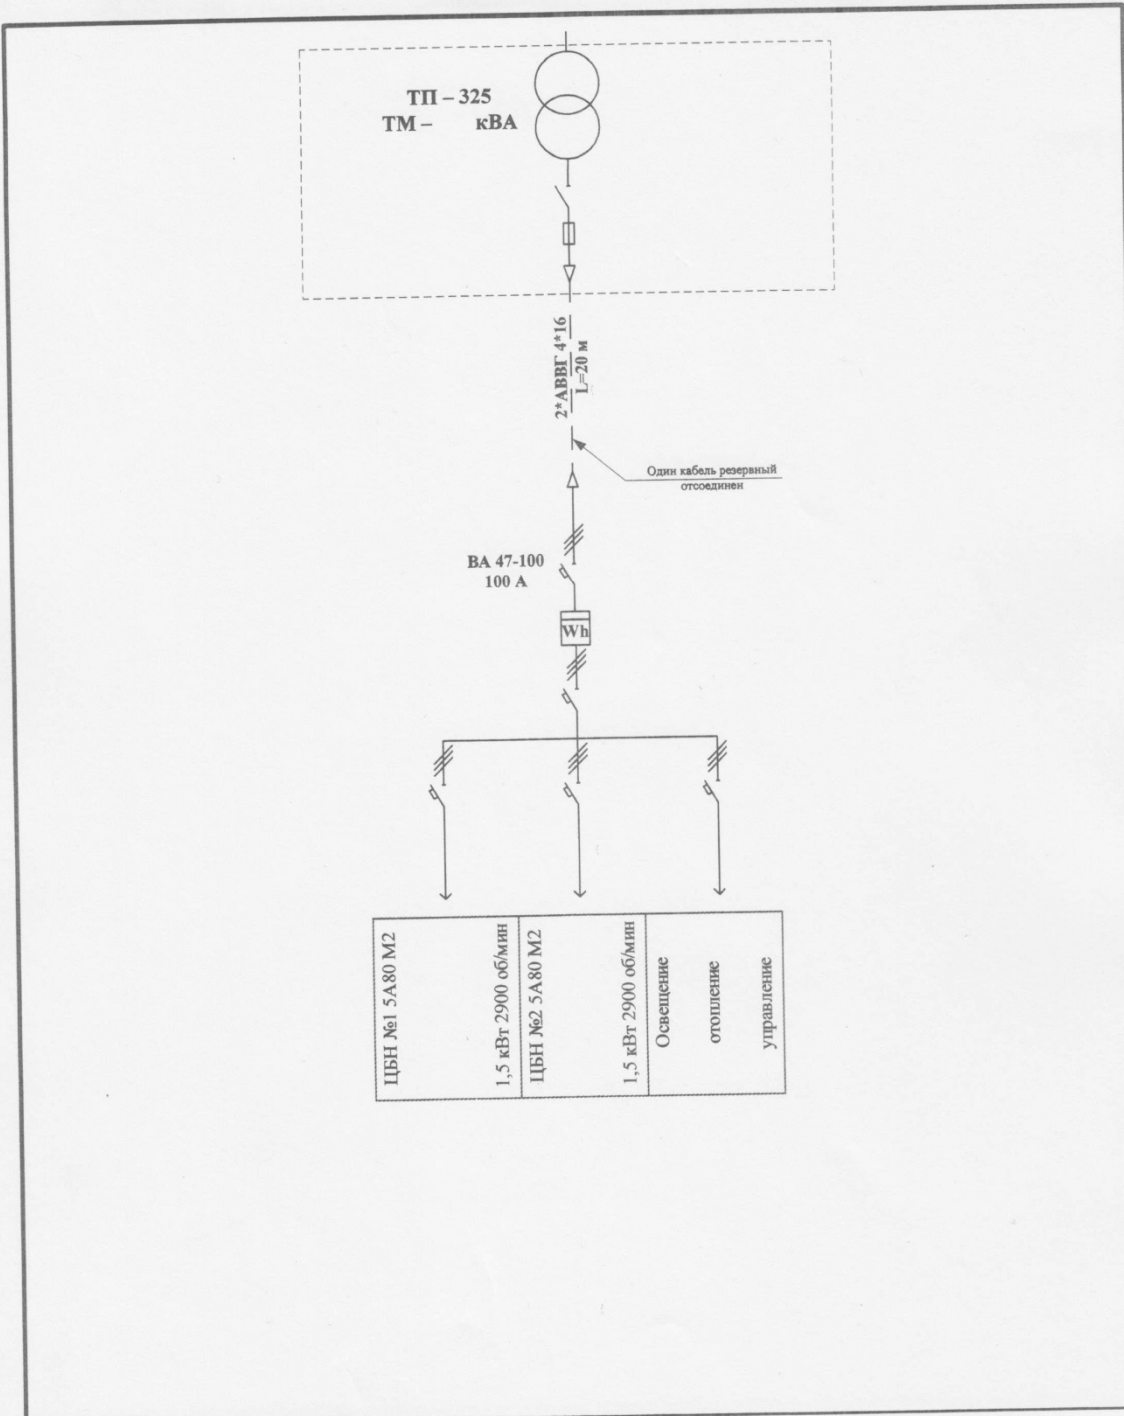 ТП – 325
ТМ – кВА
2*АВВГ 4*16
L=20 м
Один кабель резервный
отсоединен
ВА 47-100
100 А
Wh
ЦБН №1 5А80 М2
1,5 кВт 2900 об/мин
ЦБН №2 5А80 М2
1,5 кВт 2900 об/мин
Освещение
отопление
управление